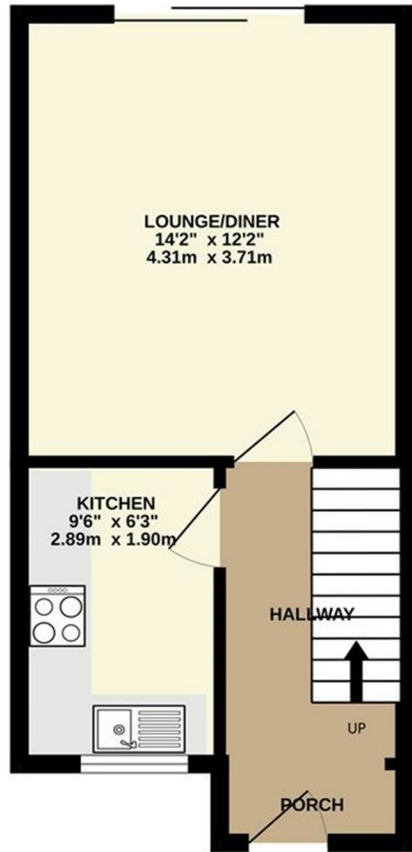 LOUNGE/DINER
14'2" x 12'2"
4.31m x 3.71m
KITCHEN
9'6" x 6'3"
2.89m x 1.90m
HALLWAY
UP
PORCH